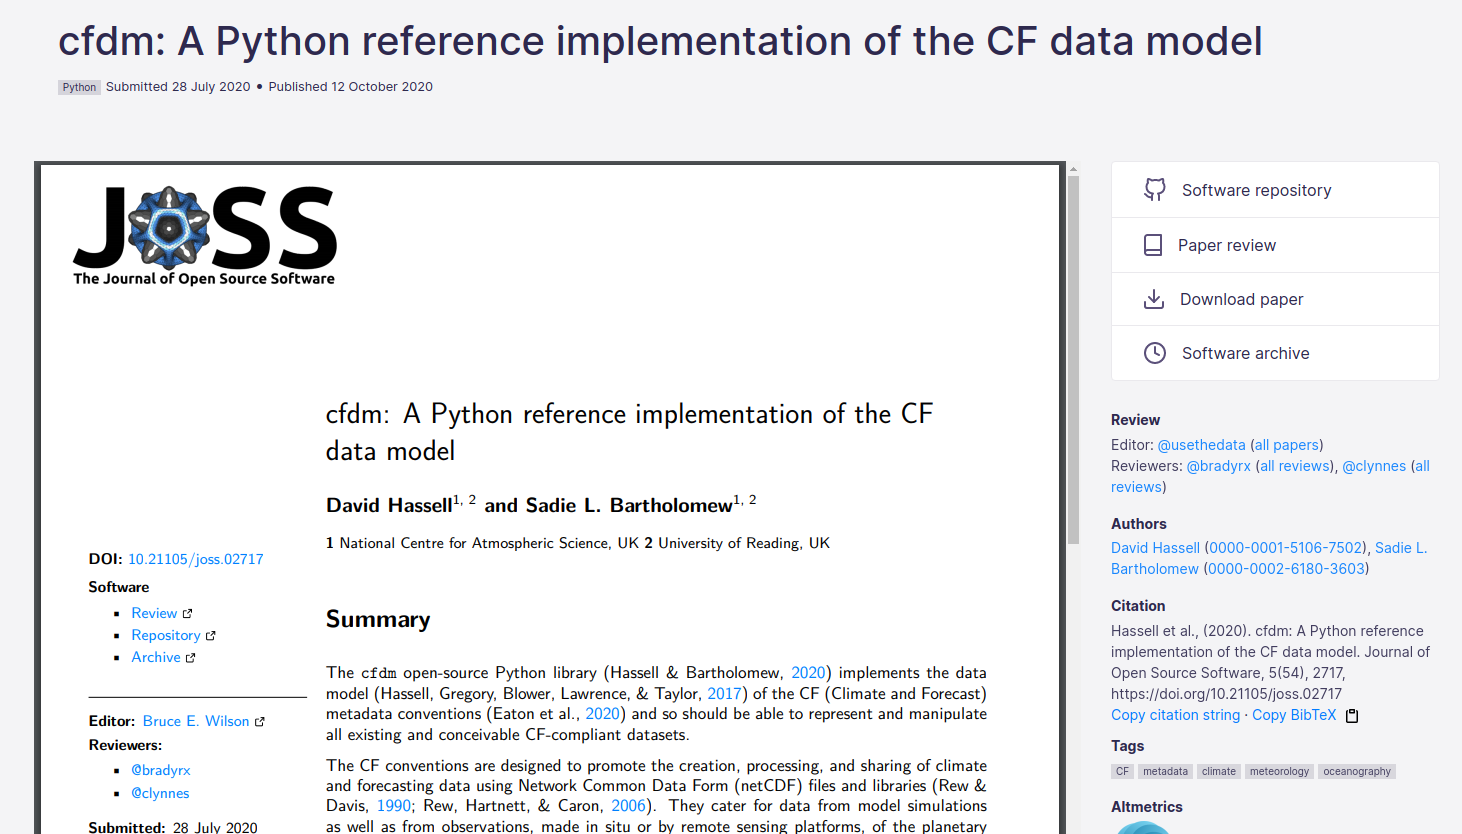 cfdm: A Python reference implementation of the CF data model
Python Submitted 28 July 2020 • Published 12 October 2020
JOSS
The Journal of Open Source Software
cfdm: A Python reference implementation of the CF
data model
David Hassell1, 2 and Sadie L. Bartholomew1, 2
1 National Centre for Atmospheric Science, UK 2 University of Reading, UK
DOI: 10.21105/joss.02717
Software
▪ Review
▪ Repository
▪ Archive
Editor: Bruce E. Wilson
Reviewers:
▪ @bradyrx
▪ @clynnes
Submitted: 28 July 2020
Summary
The cfdm open-source Python library (Hassell & Bartholomew, 2020) implements the data
model (Hassell, Gregory, Blower, Lawrence, & Taylor, 2017) of the CF (Climate and Forecast)
metadata conventions (Eaton et al., 2020) and so should be able to represent and manipulate
all existing and conceivable CF-compliant datasets.
The CF conventions are designed to promote the creation, processing, and sharing of climate
and forecasting data using Network Common Data Form (netCDF) files and libraries (Rew &
Davis, 1990; Rew, Hartnett, & Caron, 2006). They cater for data from model simulations
as well as from observations, made in situ or by remote sensing platforms, of the planetary
Software repository
Paper review
Download paper
Software archive
Review
Editor: @usethedata (all papers)
Reviewers: @bradyrx (all reviews), @clynnes (all
reviews)
Authors
David Hassell (0000-0001-5106-7502), Sadie L.
Bartholomew (0000-0002-6180-3603)
Citation
Hassell et al., (2020). cfdm: A Python reference
implementation of the CF data model. Journal of
Open Source Software, 5(54), 2717,
https://doi.org/10.21105/joss.02717
Copy citation string · Copy BibTeX
Tags
CF metadata climate meteorology oceanography
Altmetrics